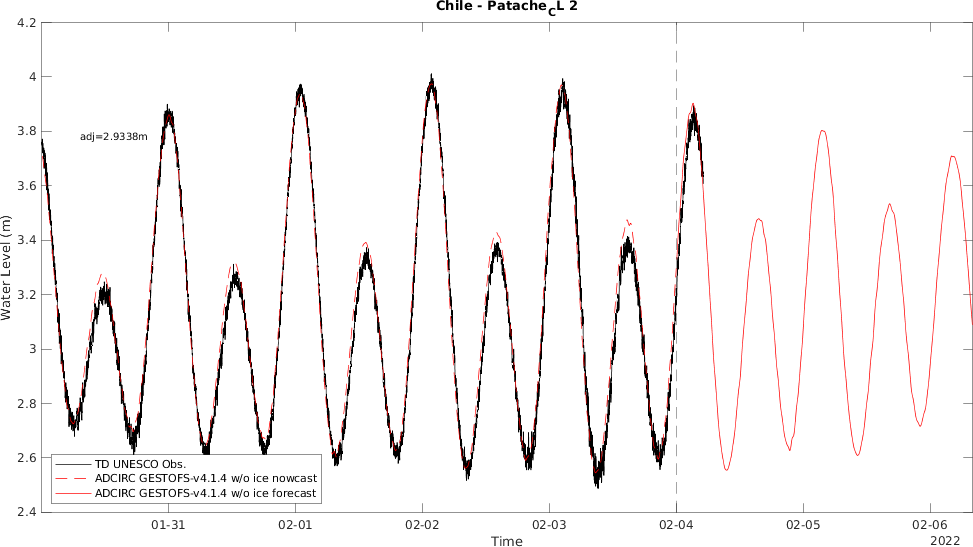 Chile - PatacheCL 2
4.2
4
3.8
3.6
3.4
3.2
3
2.8
2.6
2.4
Water Level (m)
adj=2.9338m
TD UNESCO Obs.
ADCIRC GESTOFS-v4.1.4 w/o ice nowcast
ADCIRC GESTOFS-v4.1.4 w/o ice forecast
01-31 02-01 02-02 02-03 02-04 02-05 02-06
Time 2022